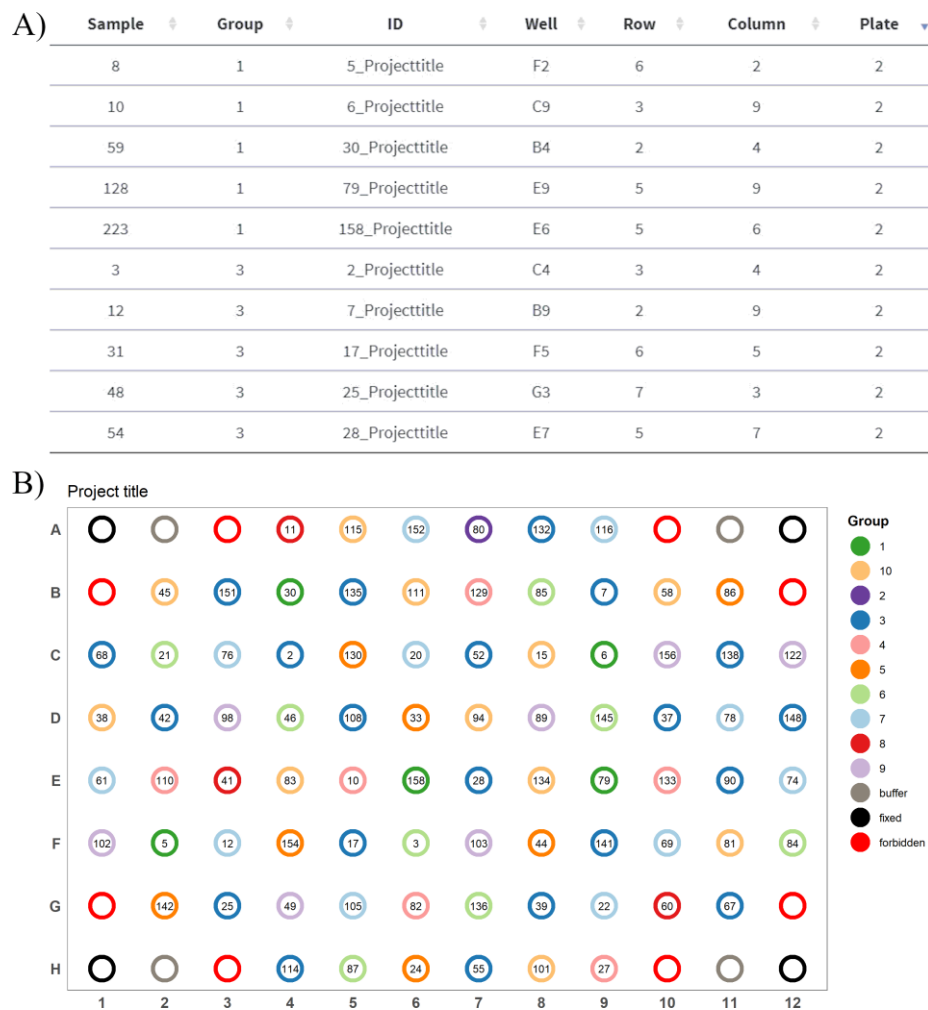 A) Sample Group ID Well Row Column Plate
8 1 5_Projecttitle F2 6 2 2
10 1 6_Projecttitle C9 3 9 2
59 1 30_Projecttitle B4 2 4 2
128 1 79_Projecttitle E9 5 9 2
223 1 158_Projecttitle E6 5 6 2
3 3 2_Projecttitle C4 3 4 2
12 3 7_Projecttitle B9 2 9 2
31 3 17_Projecttitle F5 6 5 2
48 3 25_Projecttitle G3 7 3 2
54 3 28_Projecttitle E7 5 7 2
B) Project title
A 11 115 152 80 132 116
B 45 151 30 135 111 129 85 7 58 86
C 68 21 76 2 130 20 52 15 6 156 138 122
D 38 42 98 46 108 33 94 89 145 37 78 148
E 61 110 41 83 10 158 28 134 79 133 90 74
F 102 5 12 154 17 3 103 44 141 69 81 84
G 142 25 49 105 82 136 39 22 60 67
H 114 87 24 55 101 27
1 2 3 4 5 6 7 8 9 10 11 12
Group
1
10
2
3
4
5
6
7
8
9
buffer
fixed
forbidden